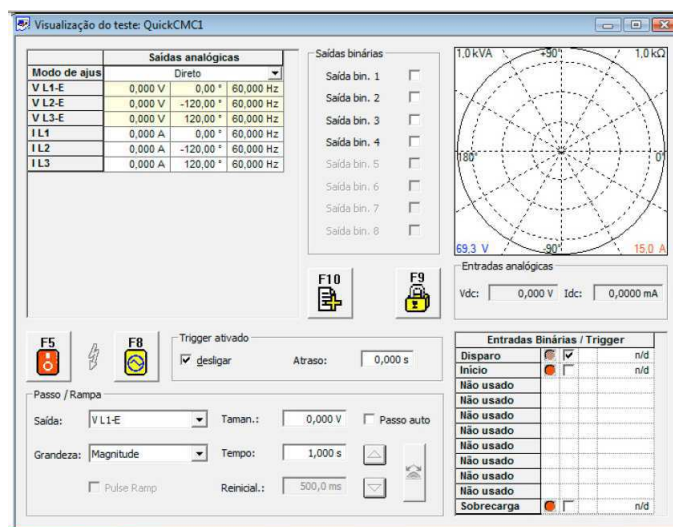 Visualização do teste: QuickCMC1
Saídas analógicas
Modo de ajus Direto
V L1-E 0,000 V 0,00 ° 60,000 Hz
V L2-E 0,000 V -120,00 ° 60,000 Hz
V L3-E 0,000 V 120,00 ° 60,000 Hz
I L1 0,000 A 0,00 ° 60,000 Hz
I L2 0,000 A -120,00 ° 60,000 Hz
I L3 0,000 A 120,00 ° 60,000 Hz
Saídas binárias
Saída bin. 1
Saída bin. 2
Saída bin. 3
Saída bin. 4
Saída bin. 5
Saída bin. 6
Saída bin. 7
Saída bin. 8
1,0 kVA +90° 1,0 kΩ
180° 0°
69,3 V -90° 15,0 A
F10 F9
Entradas analógicas
Vdc: 0,000 V Idc: 0,0000 mA
F5 F8
Trigger ativado
desligar Atraso: 0,000 s
Passo / Rampa
Saída: V L1-E Taman.: 0,000 V Passo auto
Grandeza: Magnitude Tempo: 1,000 s
Pulse Ramp Reinicial.: 500,0 ms
Entradas Binárias / Trigger
Disparo n/d
Início n/d
Não usado
Não usado
Não usado
Não usado
Não usado
Não usado
Não usado
Não usado
Sobrecarga n/d